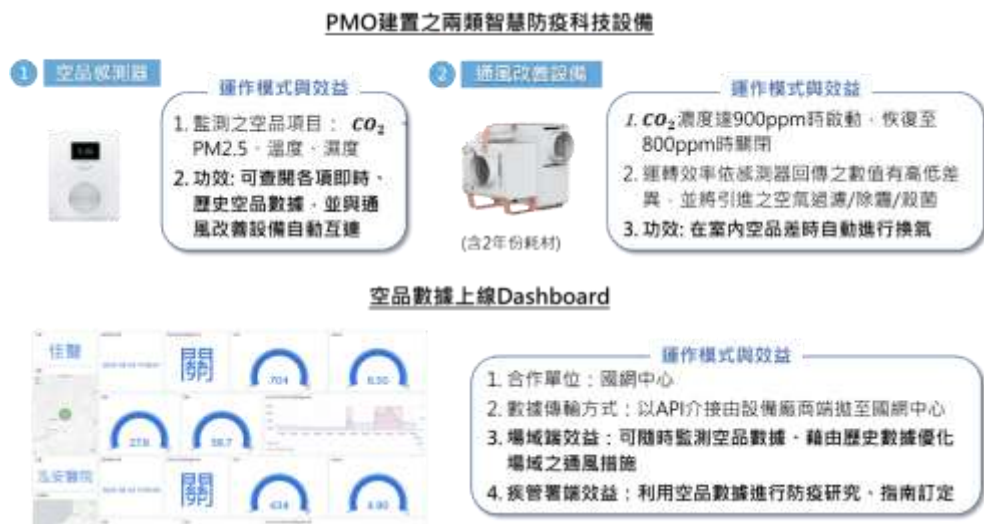 PMO建置之兩類智慧防疫科技設備
1 空品感測器
運作模式與效益
1. 監測之空品項目： CO₂
PM2.5、溫度、濕度
2. 功效: 可查閱各項即時、
歷史空品數據，並與通
風改善設備自動互連
2 通風改善設備
(含2年份耗材)
運作模式與效益
1. CO₂濃度達900ppm時啟動，恢復至
800ppm時關閉
2. 運轉效率依感測器回傳之數值有高低差
異，並將引進之空氣過濾/除霾/殺菌
3. 功效: 在室內空品差時自動進行換氣
空品數據上線Dashboard
佳醫
關
704
27.8
58.7
醫院
關
434
運作模式與效益
1. 合作單位：國網中心
2. 數據傳輸方式：以API介接由設備廠商端拋至國網中心
3. 場域端效益：可隨時監測空品數據、藉由歷史數據優化
場域之通風措施
4. 疾管署端效益：利用空品數據進行防疫研究、指南訂定